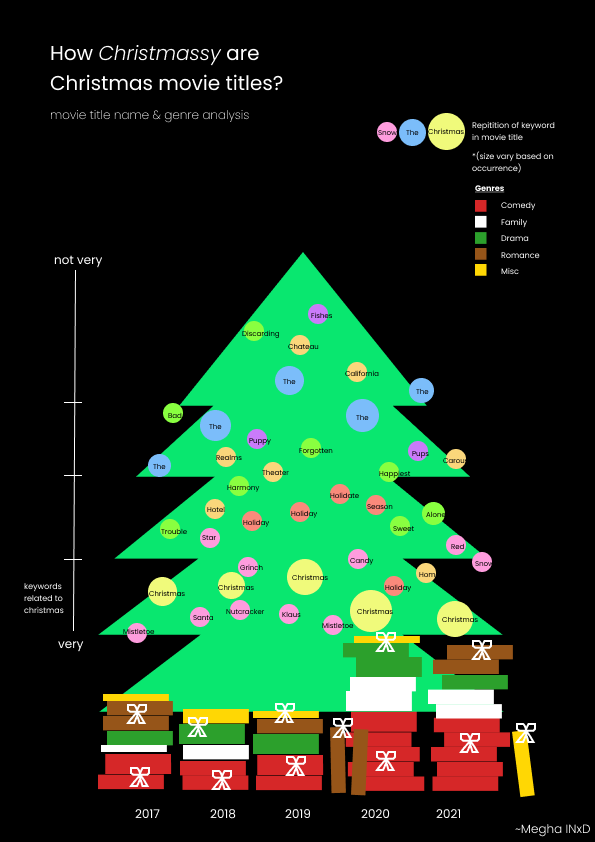 How Christmassy are
Christmas movie titles?
movie title name & genre analysis
Snow The Christmas
Repitition of keyword
in movie title
*(size vary based on
occurrence)
Genres
Comedy
Family
Drama
Romance
Misc
not very
Fishes
Discarding
Chateau
California
The
The
Bad
The
The
Puppy
Forgotten
Pups
Realms
Carou
The
Theater
Happiest
Harmony
Holidate
Season
Hotel
Holiday
Holiday
Alone
Trouble
Sweet
Star
Red
Candy
Snow
Grinch
Hom
Christmas
Christmas
Christmas
Holiday
keywords
related to
christmas
Santa
Nutcracker
Klaus
Christmas
Christmas
Mistletoe
Mistletoe
very
2017 2018 2019 2020 2021
~Megha INxD